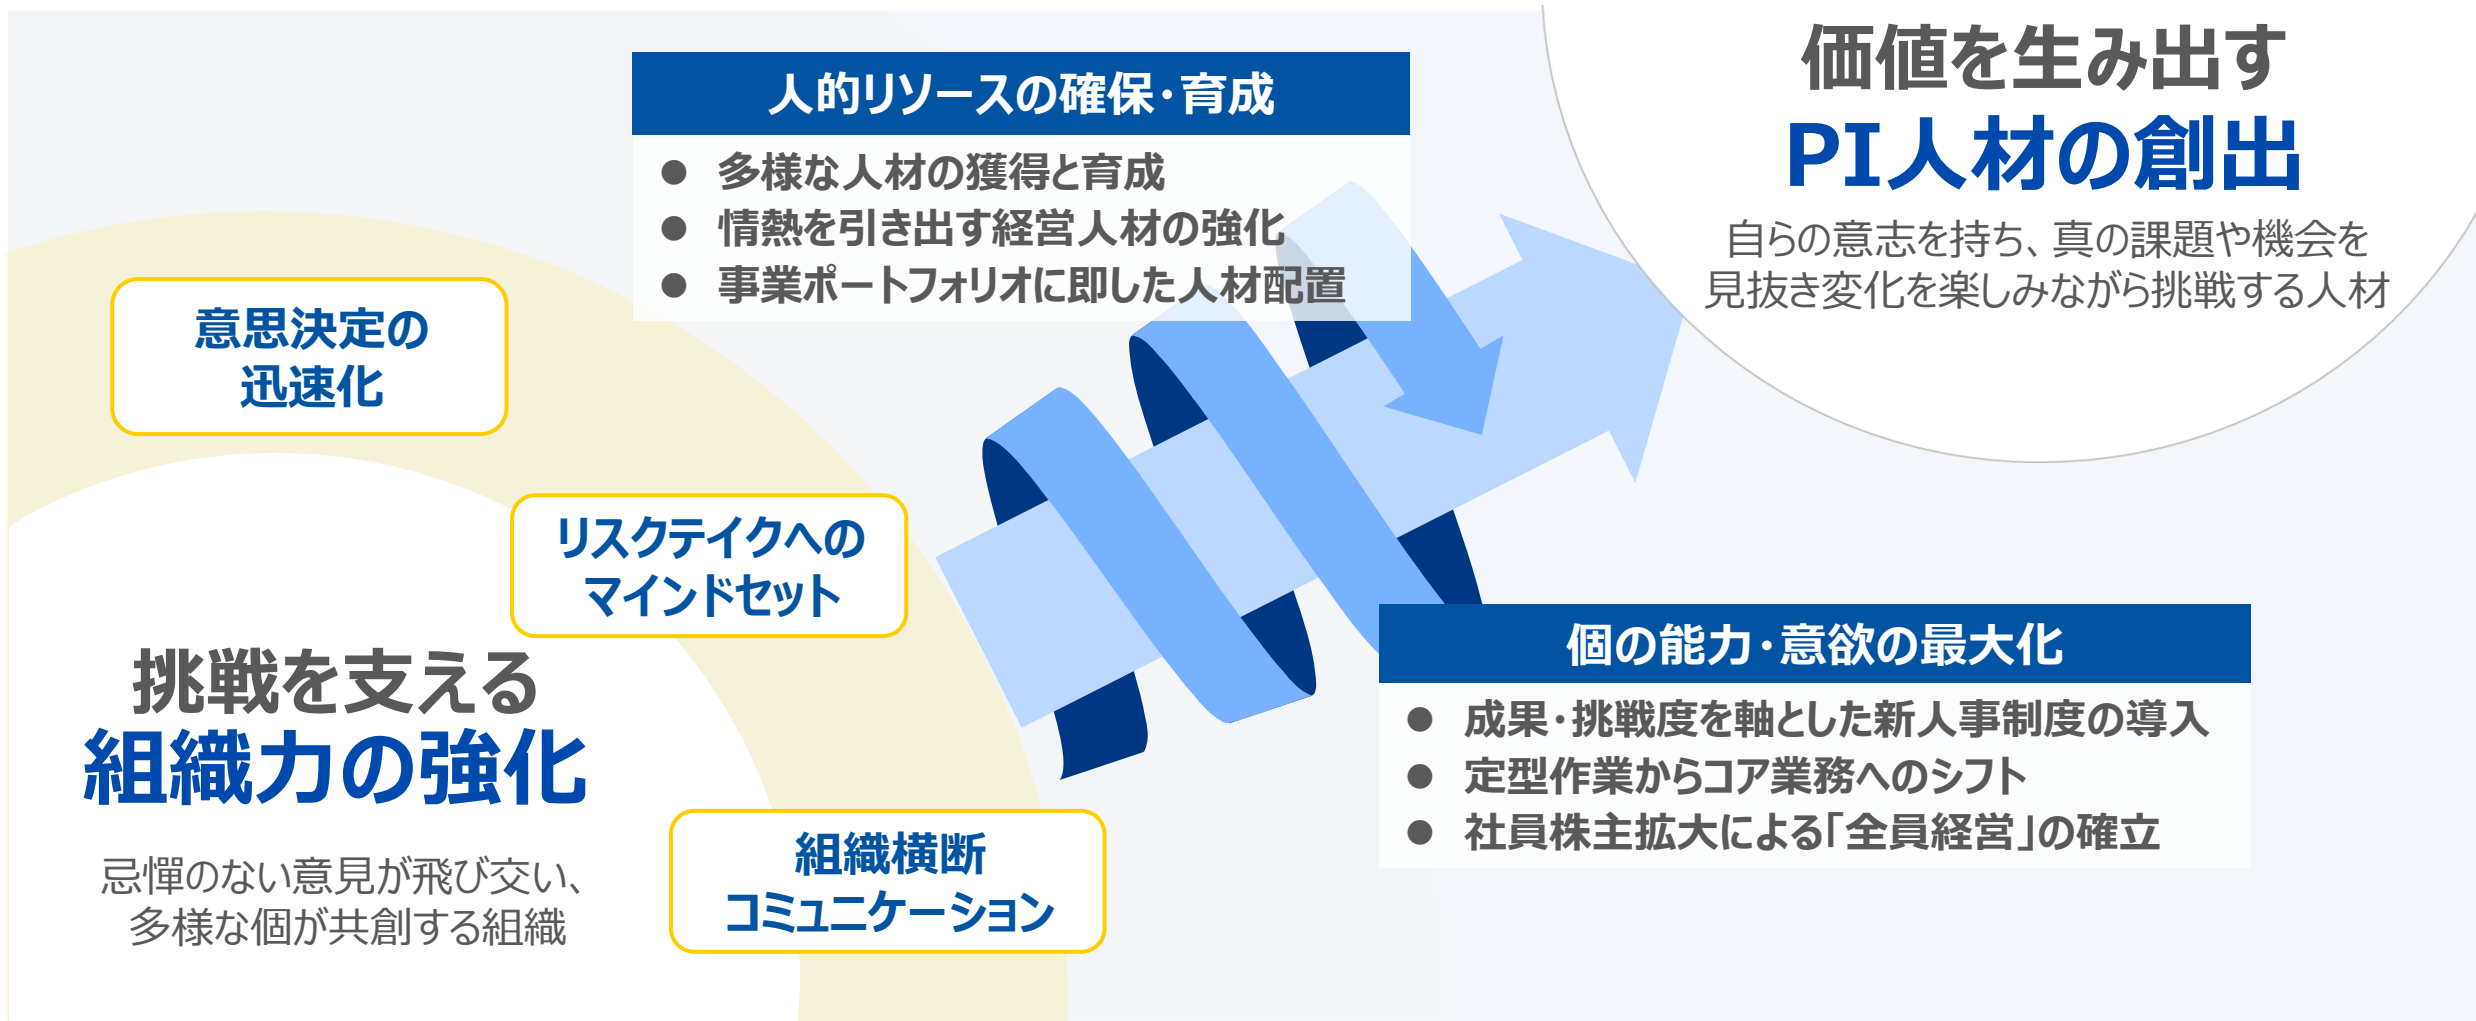 価値を生み出す
PI人材の創出
自らの意志を持ち、真の課題や機会を
見抜き変化を楽しみながら挑戦する人材
人的リソースの確保・育成
● 多様な人材の獲得と育成
● 情熱を引き出す経営人材の強化
● 事業ポートフォリオに即した人材配置
意思決定の
迅速化
リスクテイクへの
マインドセット
挑戦を支える
組織力の強化
忌憚のない意見が飛び交い、
多様な個が共創する組織
組織横断
コミュニケーション
個の能力・意欲の最大化
● 成果・挑戦度を軸とした新人事制度の導入
● 定型作業からコア業務へのシフト
● 社員株主拡大による「全員経営」の確立